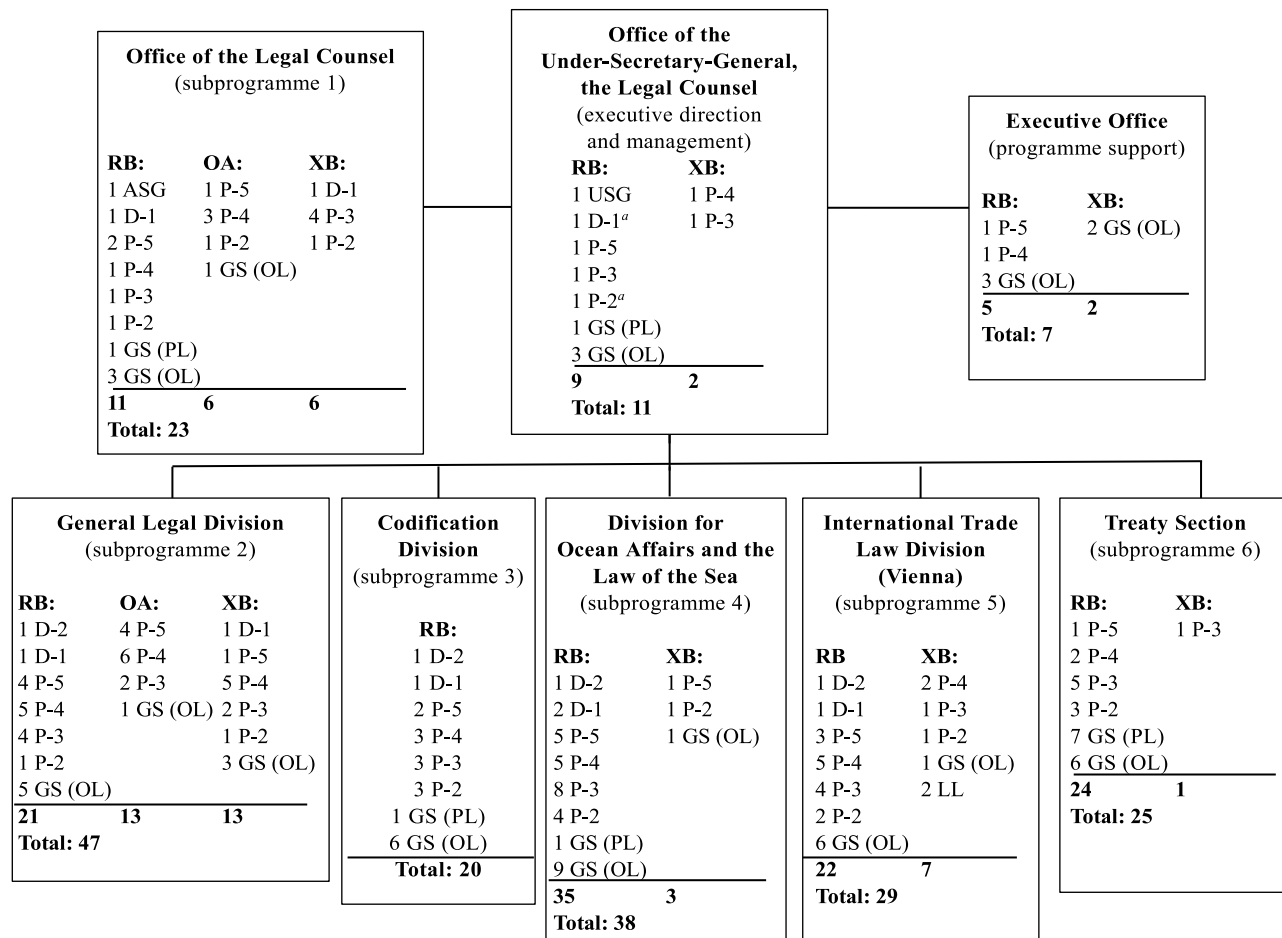 Office of the Legal Counsel
(subprogramme 1)
RB: OA: XB:
1 ASG 1 P-5 1 D-1
1 D-1 3 P-4 4 P-3
2 P-5 1 P-2 1 P-2
1 P-4 1 GS (OL)
1 P-3
1 P-2
1 GS (PL)
3 GS (OL)
11 6 6
Total: 23
Office of the
Under-Secretary-General,
the Legal Counsel
(executive direction
and management)
RB: XB:
1 USG 1 P-4
1 D-1ª 1 P-3
1 P-5
1 P-3
1 P-2ª
1 GS (PL)
3 GS (OL)
9 2
Total: 11
Executive Office
(programme support)
RB: XB:
1 P-5 2 GS (OL)
1 P-4
3 GS (OL)
5 2
Total: 7
General Legal Division
(subprogramme 2)
RB: OA: XB:
1 D-2 4 P-5 1 D-1
1 D-1 6 P-4 1 P-5
4 P-5 2 P-3 5 P-4
5 P-4 1 GS (OL) 2 P-3
4 P-3 1 P-2
1 P-2 3 GS (OL)
5 GS (OL)
21 13 13
Total: 47
Codification
Division
(subprogramme 3)
RB:
1 D-2
1 D-1
2 P-5
3 P-4
3 P-3
3 P-2
1 GS (PL)
6 GS (OL)
Total: 20
Division for
Ocean Affairs and the
Law of the Sea
(subprogramme 4)
RB: XB:
1 D-2 1 P-5
2 D-1 1 P-2
5 P-5 1 GS (OL)
5 P-4
8 P-3
4 P-2
1 GS (PL)
9 GS (OL)
35 3
Total: 38
International Trade
Law Division
(Vienna)
(subprogramme 5)
RB XB:
1 D-2 2 P-4
1 D-1 1 P-3
3 P-5 1 P-2
5 P-4 1 GS (OL)
4 P-3 2 LL
2 P-2
6 GS (OL)
22 7
Total: 29
Treaty Section
(subprogramme 6)
RB: XB:
1 P-5 1 P-3
2 P-4
5 P-3
3 P-2
7 GS (PL)
6 GS (OL)
24 1
Total: 25